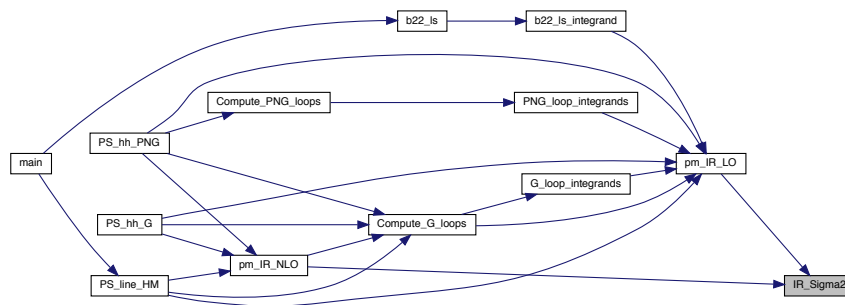 b22_ls
b22_ls_integrand
Compute_PNG_loops
PNG_loop_integrands
PS_hh_PNG
main
pm_IR_LO
G_loop_integrands
PS_hh_G
Compute_G_loops
pm_IR_NLO
PS_line_HM
IR_Sigma2